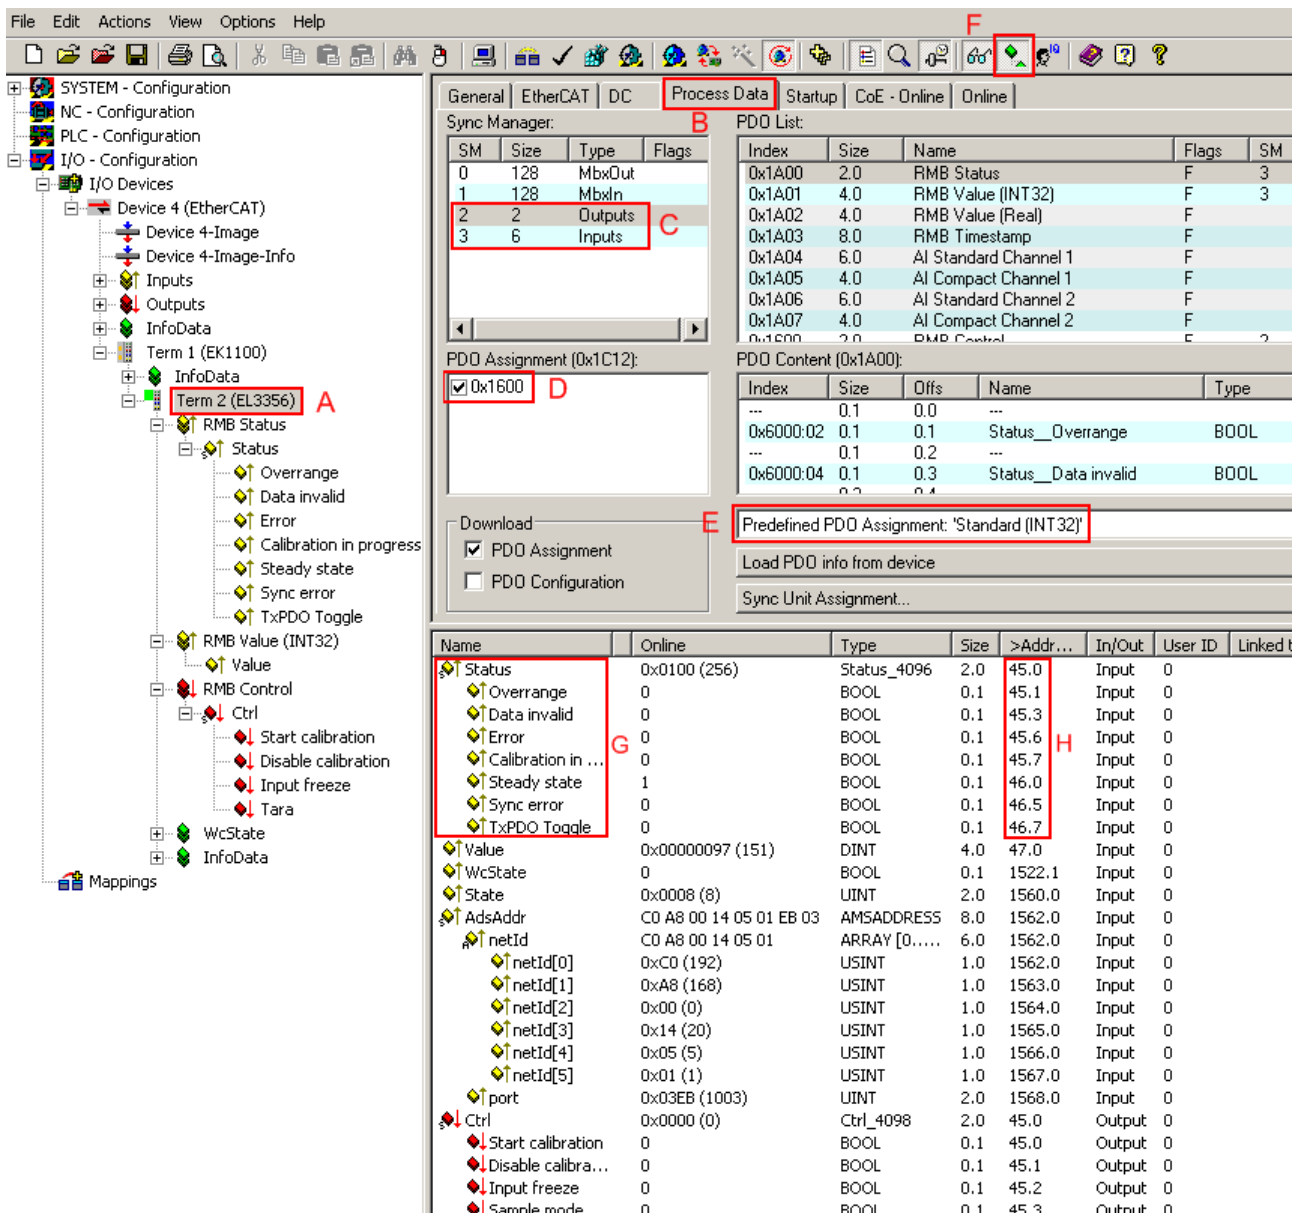 File Edit Actions View Options Help
F
SYSTEM - Configuration
NC - Configuration
PLC - Configuration
I/O - Configuration
I/O Devices
Device 4 (EtherCAT)
Device 4-Image
Device 4-Image-Info
Inputs
Outputs
InfoData
Term 1 (EK1100)
InfoData
Term 2 (EL3356) A
RMB Status
Status
Overrange
Data invalid
Error
Calibration in progress
Steady state
Sync error
TxPDO Toggle
RMB Value (INT32)
Value
RMB Control
Ctrl
Start calibration
Disable calibration
Input freeze
Tara
WcState
InfoData
Mappings
General EtherCAT DC Process Data Startup CoE - Online Online
B
Sync Manager:
SM Size Type Flags
0 128 MbxOut
1 128 MbxIn
2 2 Outputs
3 6 Inputs
C
PDO List:
Index Size Name Flags SM
0x1A00 2.0 RMB Status F 3
0x1A01 4.0 RMB Value (INT32) F 3
0x1A02 4.0 RMB Value (Real) F
0x1A03 8.0 RMB Timestamp F
0x1A04 6.0 AI Standard Channel 1 F
0x1A05 4.0 AI Compact Channel 1 F
0x1A06 6.0 AI Standard Channel 2 F
0x1A07 4.0 AI Compact Channel 2 F
0x1600 2.0 RMB Control F 2
PDO Assignment (0x1C12):
0x1600 D
PDO Content (0x1A00):
Index Size Offs Name Type
--- 0.1 0.0 ---
0x6000:02 0.1 0.1 Status__Overrange BOOL
--- 0.1 0.2 ---
0x6000:04 0.1 0.3 Status__Data invalid BOOL
Download
PDO Assignment
PDO Configuration
E
Predefined PDO Assignment: 'Standard (INT32)'
Load PDO info from device
Sync Unit Assignment...
Name Online Type Size >Addr... In/Out User ID Linked t
Status 0x0100 (256) Status_4096 2.0 45.0 Input 0
Overrange 0 BOOL 0.1 45.1 Input 0
Data invalid 0 BOOL 0.1 45.3 Input 0
Error 0 BOOL 0.1 45.6 Input 0
G H
Calibration in ... 0 BOOL 0.1 45.7 Input 0
Steady state 1 BOOL 0.1 46.0 Input 0
Sync error 0 BOOL 0.1 46.5 Input 0
TxPDO Toggle 0 BOOL 0.1 46.7 Input 0
Value 0x00000097 (151) DINT 4.0 47.0 Input 0
WcState 0 BOOL 0.1 1522.1 Input 0
State 0x0008 (8) UINT 2.0 1560.0 Input 0
AdsAddr C0 A8 00 14 05 01 EB 03 AMSADDRESS 8.0 1562.0 Input 0
netId C0 A8 00 14 05 01 ARRAY [0..... 6.0 1562.0 Input 0
netId[0] 0xC0 (192) USINT 1.0 1562.0 Input 0
netId[1] 0xA8 (168) USINT 1.0 1563.0 Input 0
netId[2] 0x00 (0) USINT 1.0 1564.0 Input 0
netId[3] 0x14 (20) USINT 1.0 1565.0 Input 0
netId[4] 0x05 (5) USINT 1.0 1566.0 Input 0
netId[5] 0x01 (1) USINT 1.0 1567.0 Input 0
port 0x03EB (1003) UINT 2.0 1568.0 Input 0
Ctrl 0x0000 (0) Ctrl_4098 2.0 45.0 Output 0
Start calibration 0 BOOL 0.1 45.0 Output 0
Disable calibra... 0 BOOL 0.1 45.1 Output 0
Input freeze 0 BOOL 0.1 45.2 Output 0
Sample mode 0 BOOL 0.1 45.3 Output 0